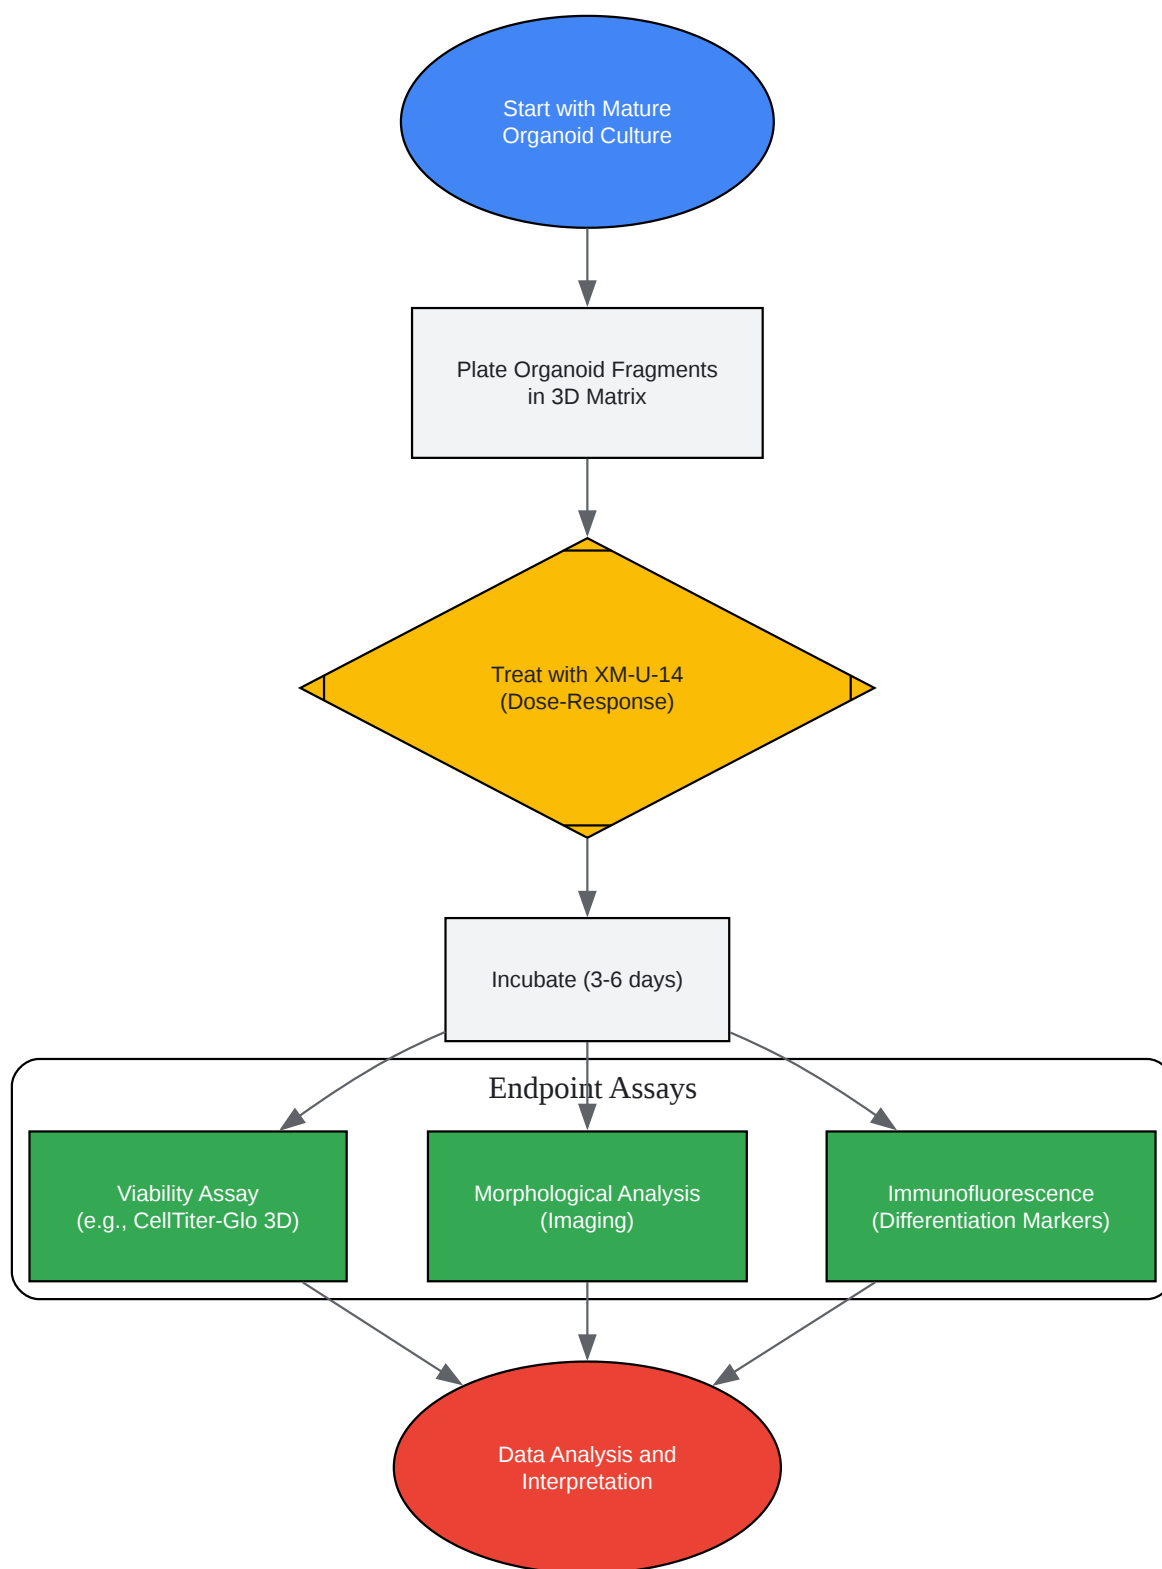 Start with Mature
Organoid Culture
Plate Organoid Fragments
in 3D Matrix
Treat with XM-U-14
(Dose-Response)
Incubate (3-6 days)
Endpoint Assays
Viability Assay
(e.g., CellTiter-Glo 3D)
Morphological Analysis
(Imaging)
Immunofluorescence
(Differentiation Markers)
Data Analysis and
Interpretation